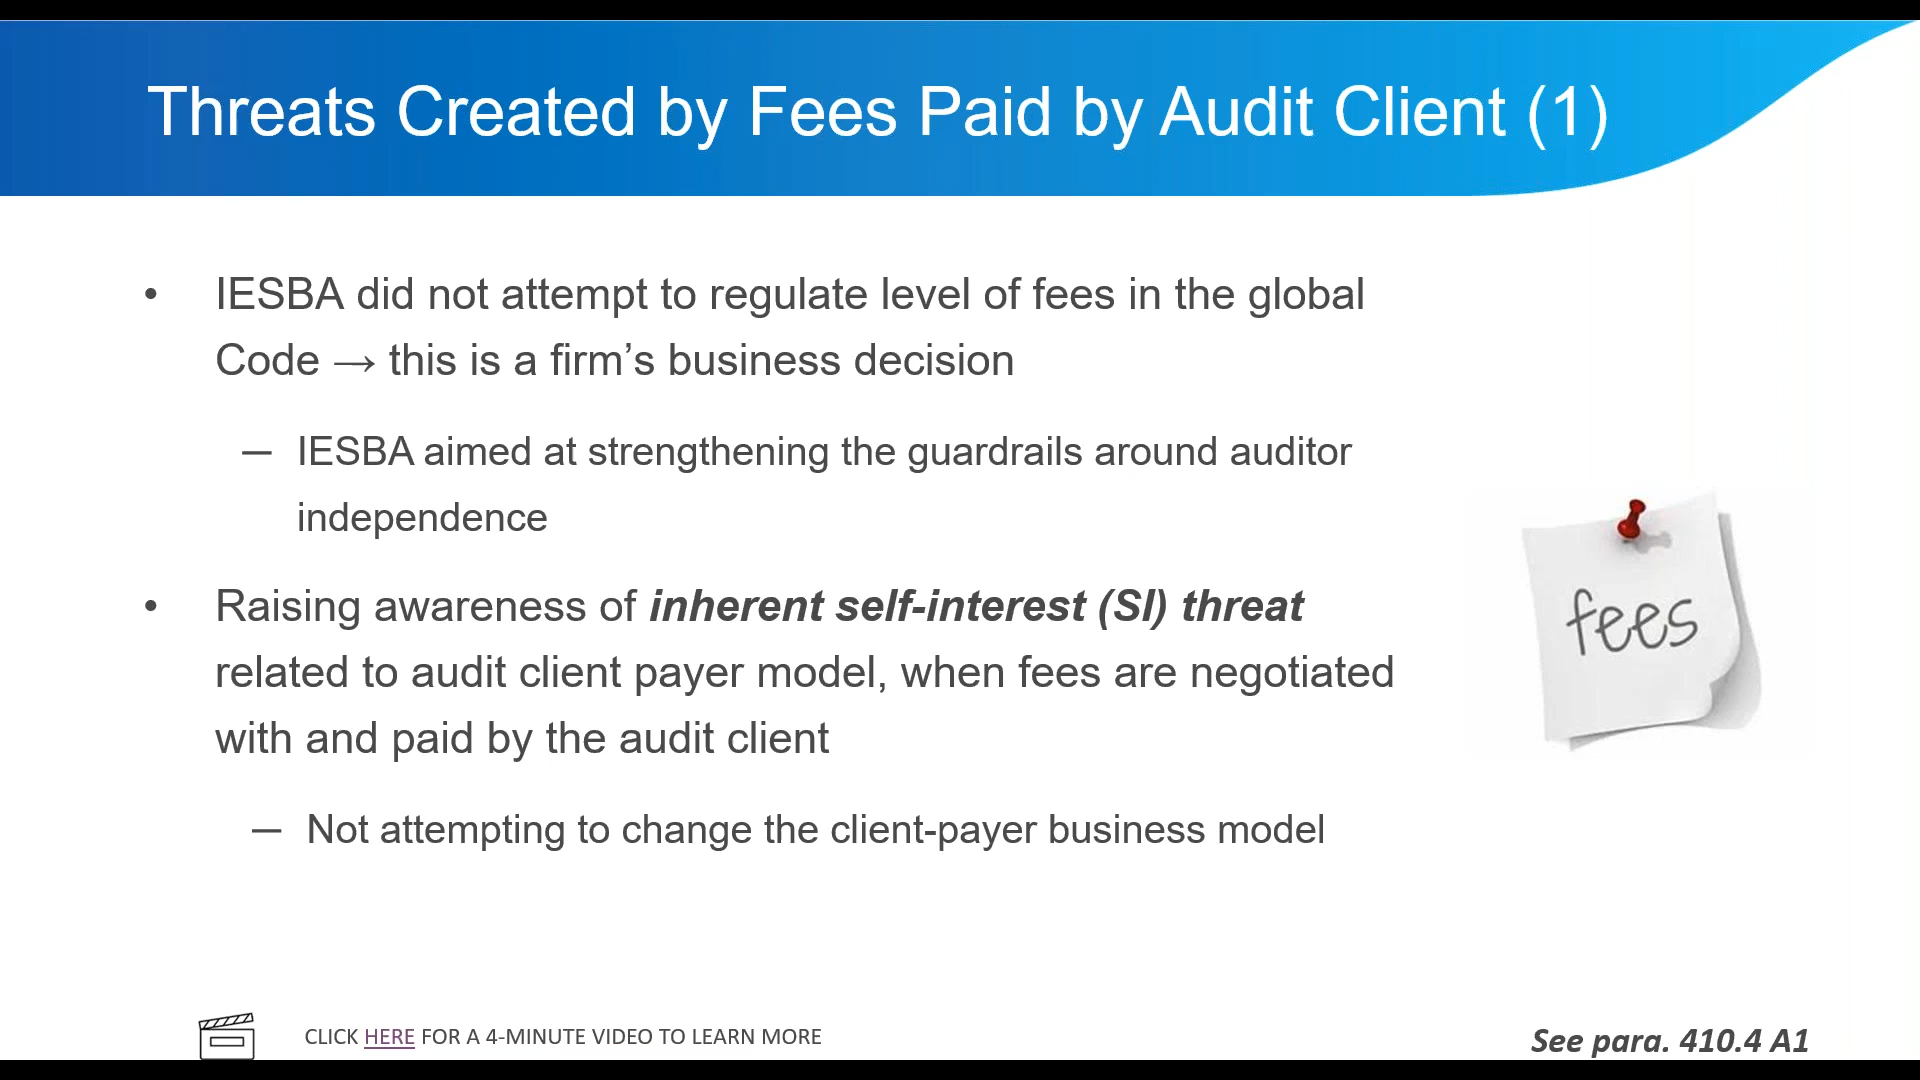 Threats Created by Fees Paid by Audit Client (1)
• IESBA did not attempt to regulate level of fees in the global
Code → this is a firm’s business decision
— IESBA aimed at strengthening the guardrails around auditor
independence
• Raising awareness of inherent self-interest (SI) threat
related to audit client payer model, when fees are negotiated
with and paid by the audit client
— Not attempting to change the client-payer business model
fees
CLICK HERE FOR A 4-MINUTE VIDEO TO LEARN MORE
See para. 410.4 A1